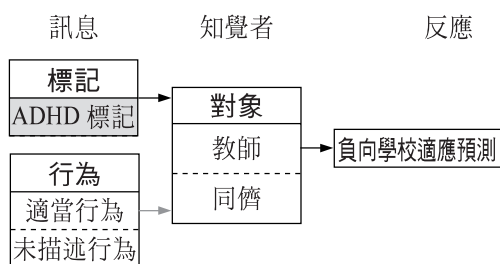 訊息 知覺者 反應
標記
ADHD 標記
對象
教師
同儕
負向學校適應預測
行為
適當行為
未描述行為